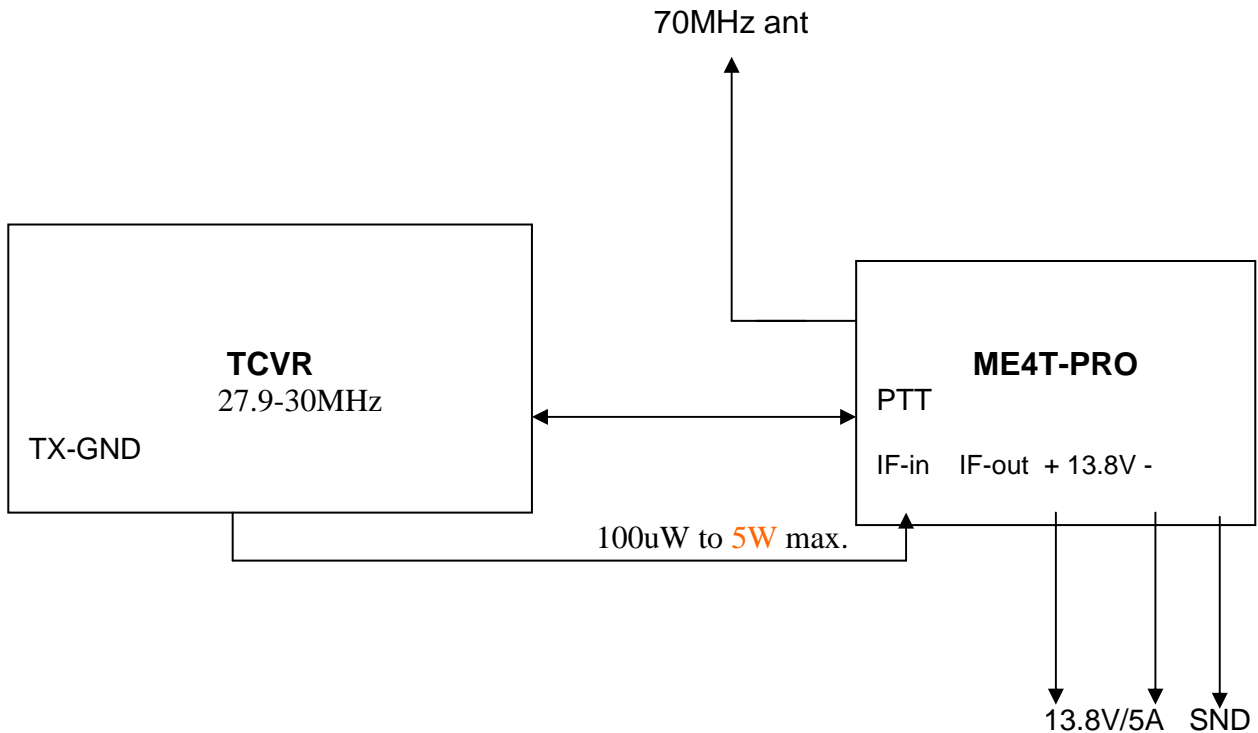 70MHz ant
TCVR
27.9-30MHz
TX-GND
ME4T-PRO
PTT
IF-in IF-out + 13.8V -
100uW to 5W max.
13.8V/5A SND